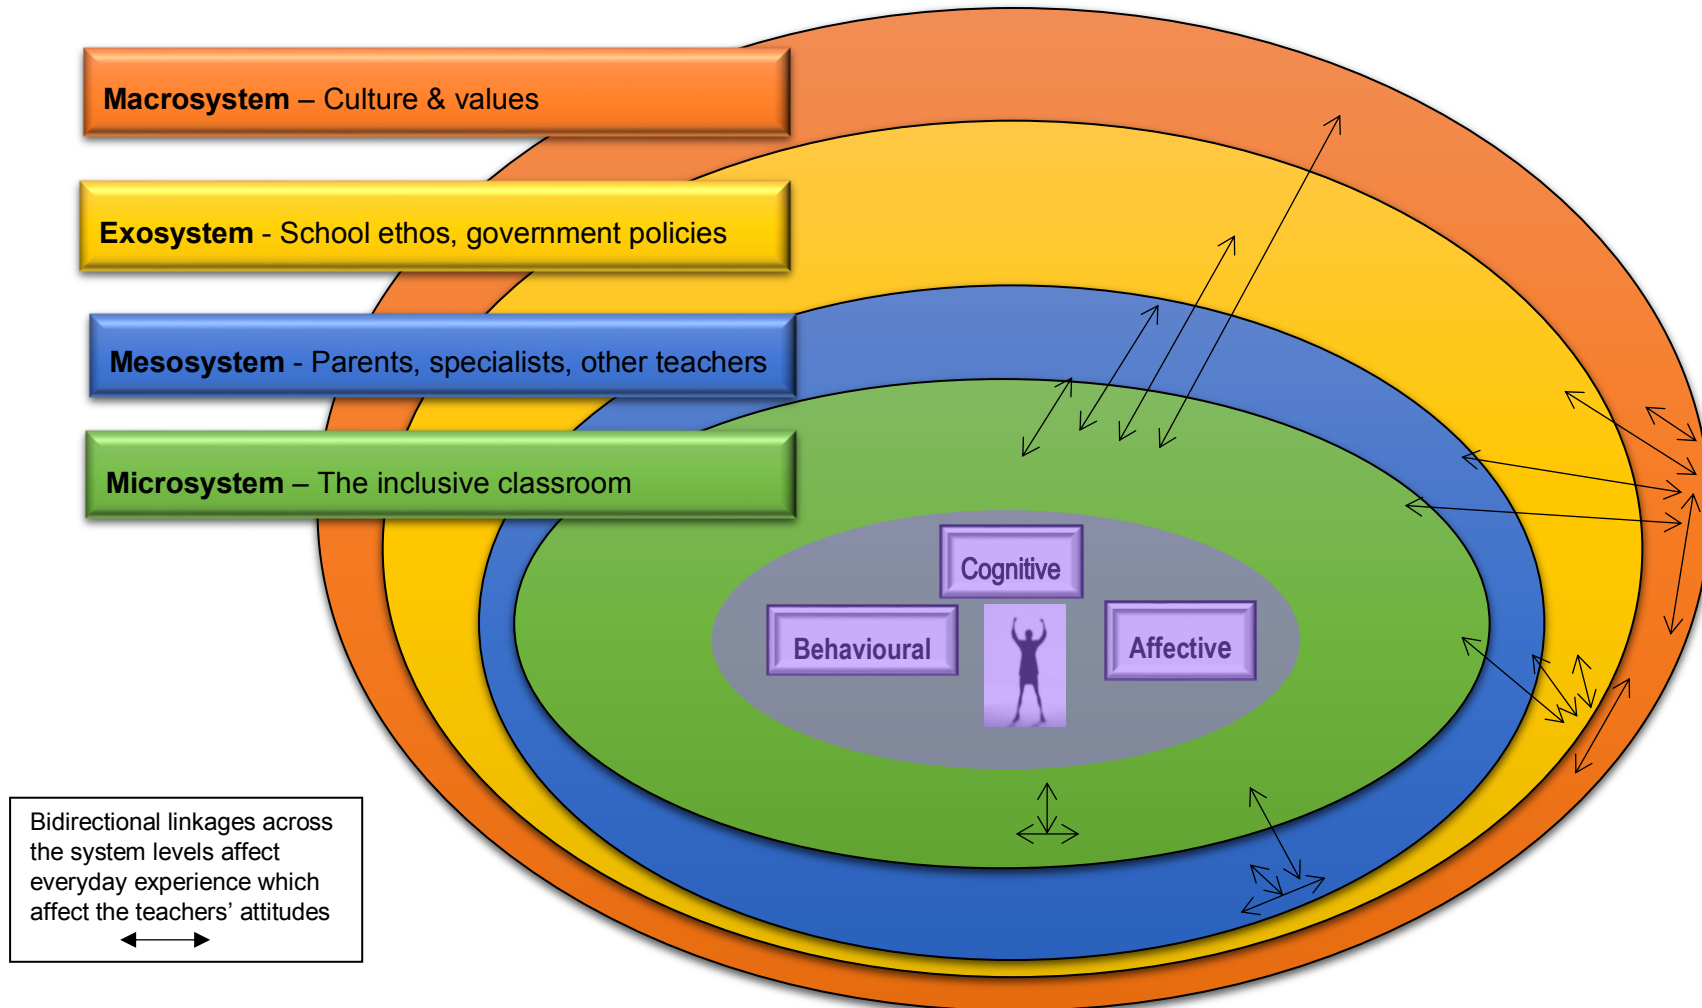 Macrosystem – Culture & values
Exosystem - School ethos, government policies
Mesosystem - Parents, specialists, other teachers
Microsystem – The inclusive classroom
Cognitive
Behavioural
Affective
Bidirectional linkages across
the system levels affect
everyday experience which
affect the teachers’ attitudes